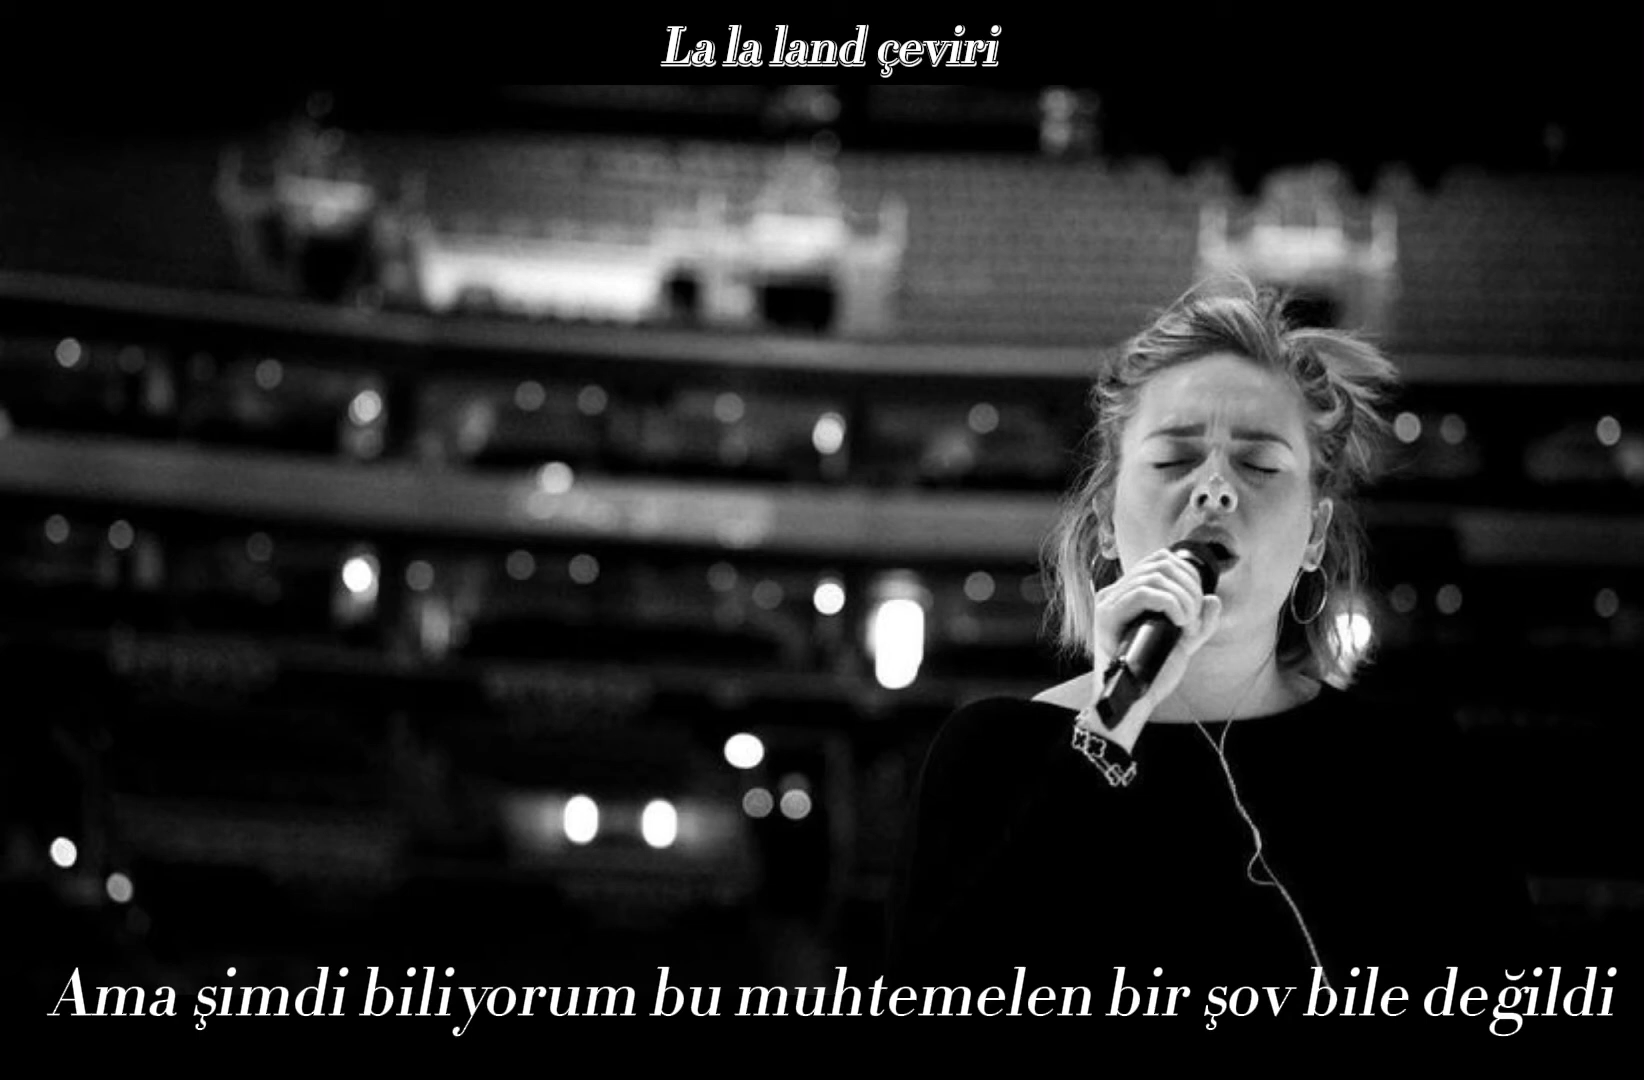 La la land çeviri
Ama şimdi biliyorum bu muhtemelen bir şov bile değildi